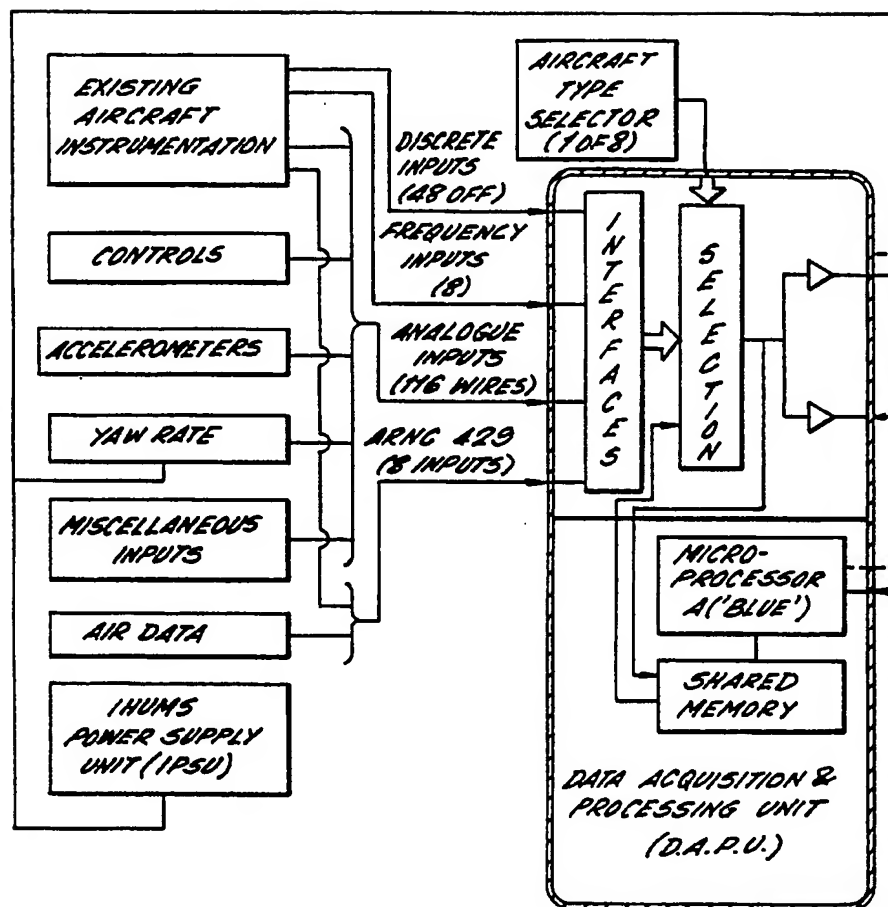 EXISTING
AIRCRAFT
INSTRUMENTATION
CONTROLS
ACCELEROMETERS
YAW RATE
MISCELLANEOUS
INPUTS
AIR DATA
IHUMS
POWER SUPPLY
UNIT (IPSU)
DISCRETE
INPUTS
(48 OFF)
FREQUENCY
INPUTS
(8)
ANALOGUE
INPUTS
(116 WIRES)
ARNC 429
(8 INPUTS)
AIRCRAFT
TYPE
SELECTOR
(1 OF 8)
INTERFACES
SELECTION
MICRO-
PROCESSOR
A('BLUE')
SHARED
MEMORY
DATA ACQUISITION &
PROCESSING UNIT
(D.A.P.U.)